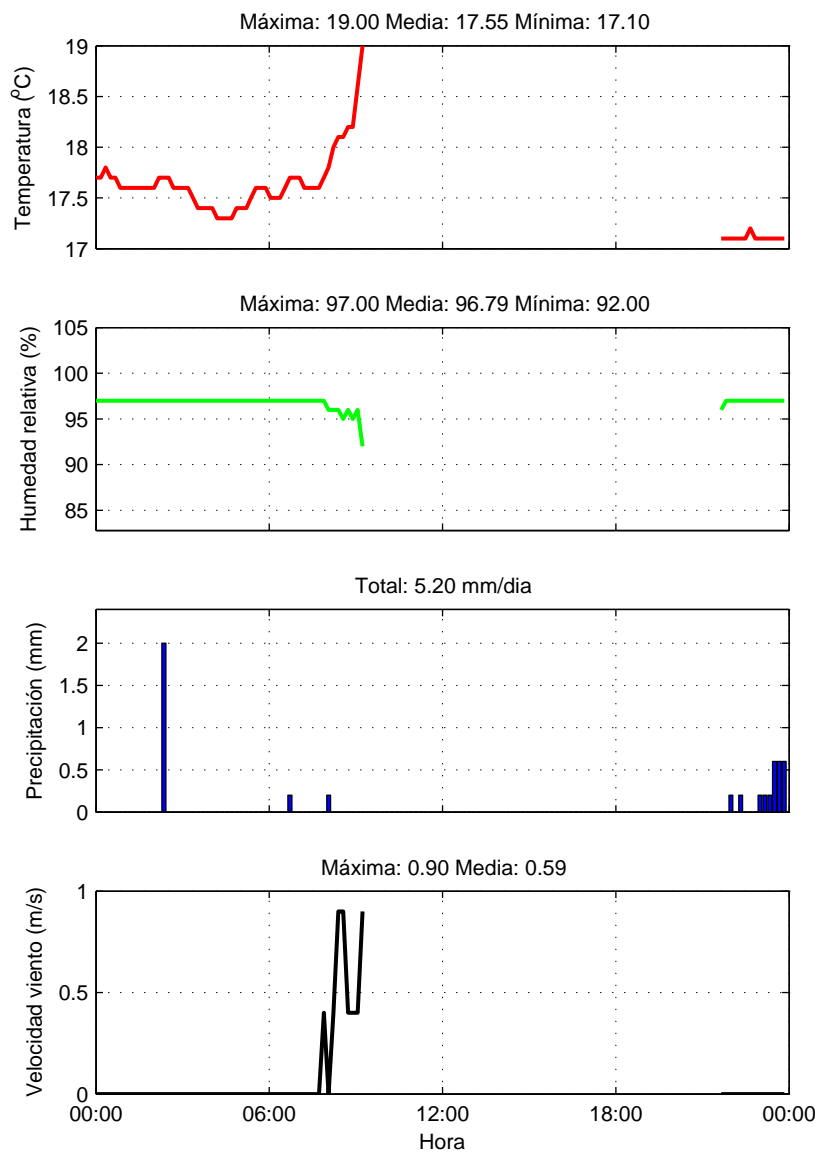 Máxima: 19.00 Media: 17.55 Mínima: 17.10
19
18.5
18
17.5
17
Temperatura (ºC)
Máxima: 97.00 Media: 96.79 Mínima: 92.00
105
100
95
90
85
Humedad relativa (%)
Total: 5.20 mm/dia
2
1.5
1
0.5
0
Precipitación (mm)
Máxima: 0.90 Media: 0.59
1
0.5
0
Velocidad viento (m/s)
00:00 06:00 12:00 18:00 00:00
Hora